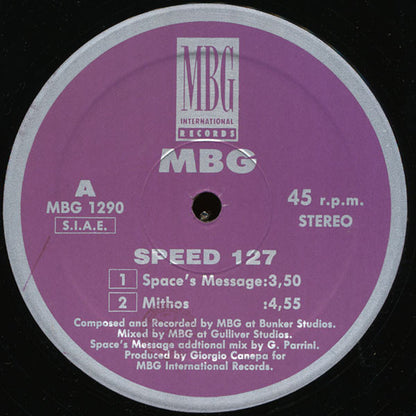 MBG
INTERNATIONAL
RECORDS
MBG
A
MBG 1290
S.I.A.E.
45 r.p.m.
STEREO
SPEED 127
1 Space's Message:3,50
2 Mithos :4,55
Composed and Recorded by MBG at Bunker Studios.
Mixed by MBG at Gulliver Studios.
Space's Message addtional mix by G. Parrini.
Produced by Giorgio Canepa for
MBG International Records.